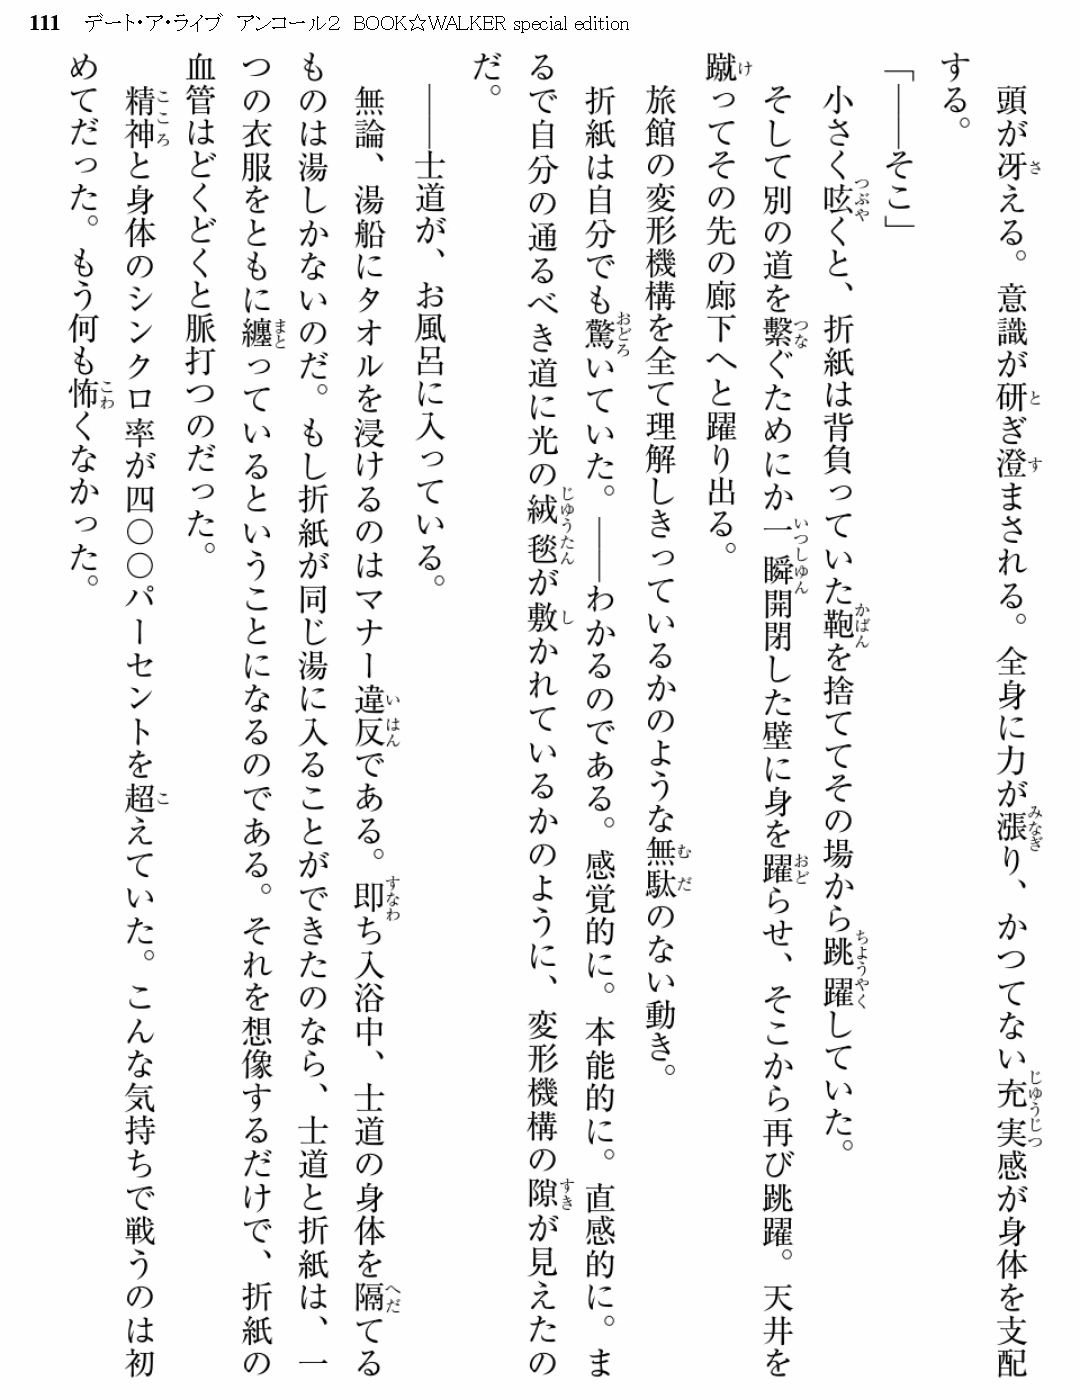 111 デート・ア・ライブ アンコール２ BOOK☆WALKER special edition
頭が冴える。意識が研ぎ澄まされる。全身に力が漲り、かつてない充実感が身体を支配
する。
「――そこ」
小さく呟くと、折紙は背負っていた鞄を捨ててその場から跳躍していた。
そして別の道を繫ぐためにか一瞬開閉した壁に身を躍らせ、そこから再び跳躍。天井を
蹴ってその先の廊下へと躍り出る。
旅館の変形機構を全て理解しきっているかのような無駄のない動き。
折紙は自分でも驚いていた。――わかるのである。感覚的に。本能的に。直感的に。ま
るで自分の通るべき道に光の絨毯が敷かれているかのように、変形機構の隙が見えたの
だ。
――士道が、お風呂に入っている。
無論、湯船にタオルを浸けるのはマナー違反である。即ち入浴中、士道の身体を隔てる
ものは湯しかないのだ。もし折紙が同じ湯に入ることができたのなら、士道と折紙は、一
つの衣服をともに纏っているということになるのである。それを想像するだけで、折紙の
血管はどくどくと脈打つのだった。
精神と身体のシンクロ率が四〇〇パーセントを超えていた。こんな気持ちで戦うのは初
めてだった。もう何も怖くなかった。